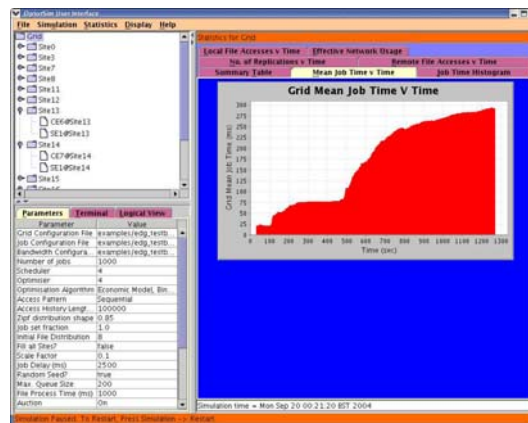 OptorSim User Interface
File Simulation Statistics Display Help
Grid
Site0
Site3
Site7
Site8
Site11
Site12
Site13
CE6@Site13
SE1@Site13
Site14
CE7@Site14
SE1@Site14
Site15
Parameters Terminal Logical View
Parameter Value
Grid Configuration File examples/edg_testb...
Job Configuration File examples/edg_testb...
Bandwidth Configura... examples/edg_testb...
Number of Jobs 1000
Scheduler 4
Optimiser 4
Optimisation Algorithm Economic Model, Bin...
Access Pattern Sequential
Access History Lengt... 100000
Zipf distribution shape 0.85
Job set fraction 1.0
Initial File Distribution 8
Fill all Sites? false
Scale Factor 0.1
Job Delay (ms) 2500
Random Seed? true
Max. Queue Size 200
File Process Time (ms) 1000
Auction On
Statistics for Grid
Local File Accesses v Time Effective Network Usage
No. of Replications v Time Remote File Accesses v Time
Summary Table Mean Job Time v Time Job Time Histogram
Grid Mean Job Time V Time
Grid Mean Job Time (ms)
300
275
250
225
200
175
150
125
100
75
50
25
0
0 100 200 300 400 500 600 700 800 900 1000 1100 1200 1300
Time (sec)
Simulation time = Mon Sep 20 00:21:20 BST 2004
Simulation Paused. To Restart, Press Simulation -> Restart.